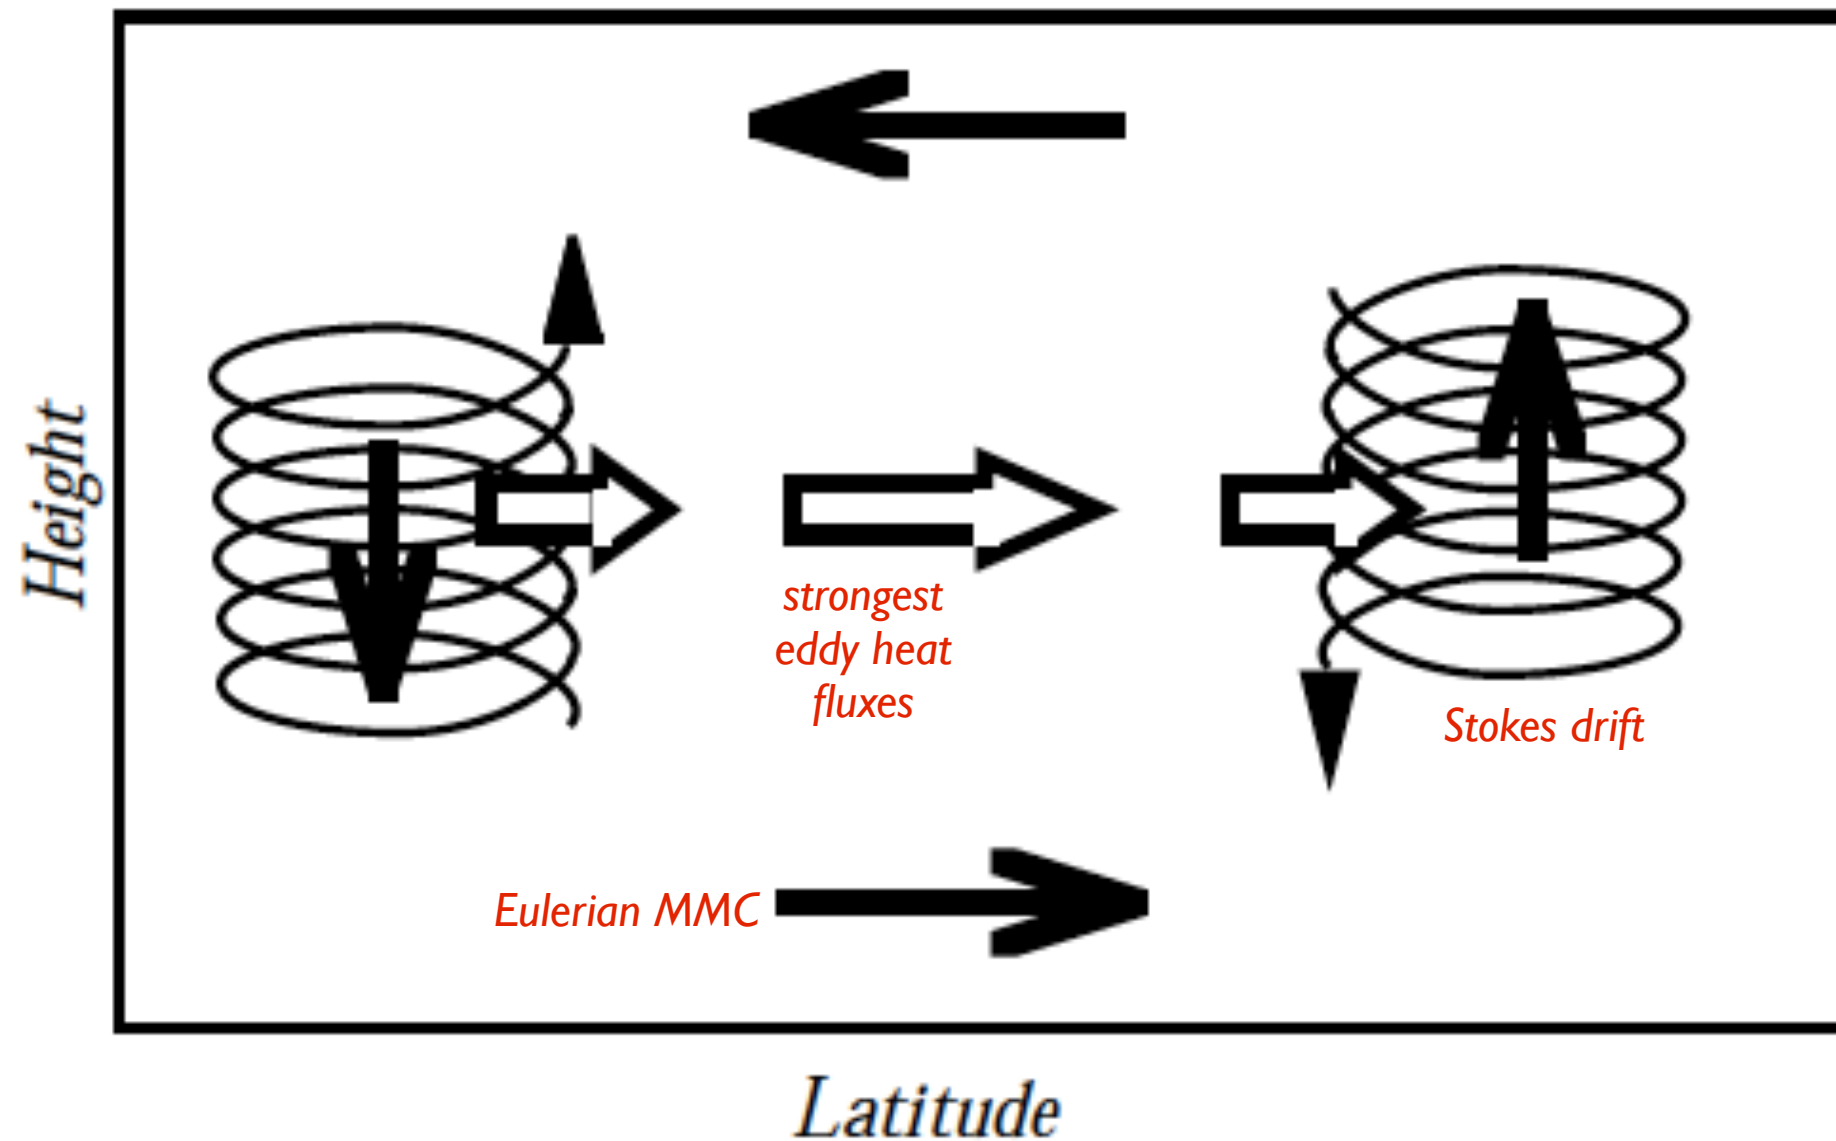 Height
strongest
eddy heat
fluxes
Stokes drift
Eulerian MMC
Latitude